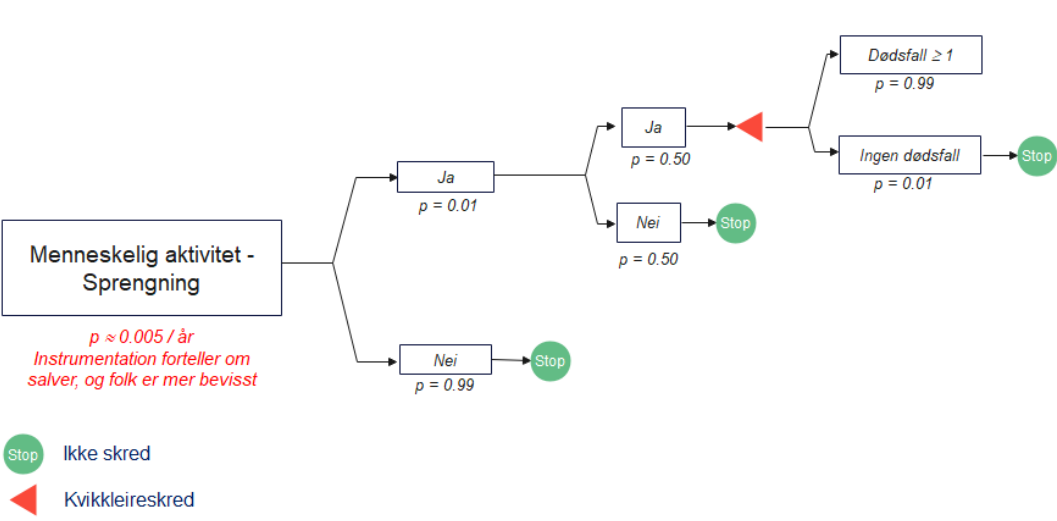 Dødsfall ≥ 1
p = 0.99
Ja
p = 0.50
Ingen dødsfall
Stop
p = 0.01
Ja
p = 0.01
Nei
Stop
p = 0.50
Menneskelig aktivitet -
Sprengning
p ≈ 0.005 / år
Instrumentation forteller om
salver, og folk er mer bevisst
Nei
Stop
p = 0.99
Stop
Ikke skred
Kvikkleireskred